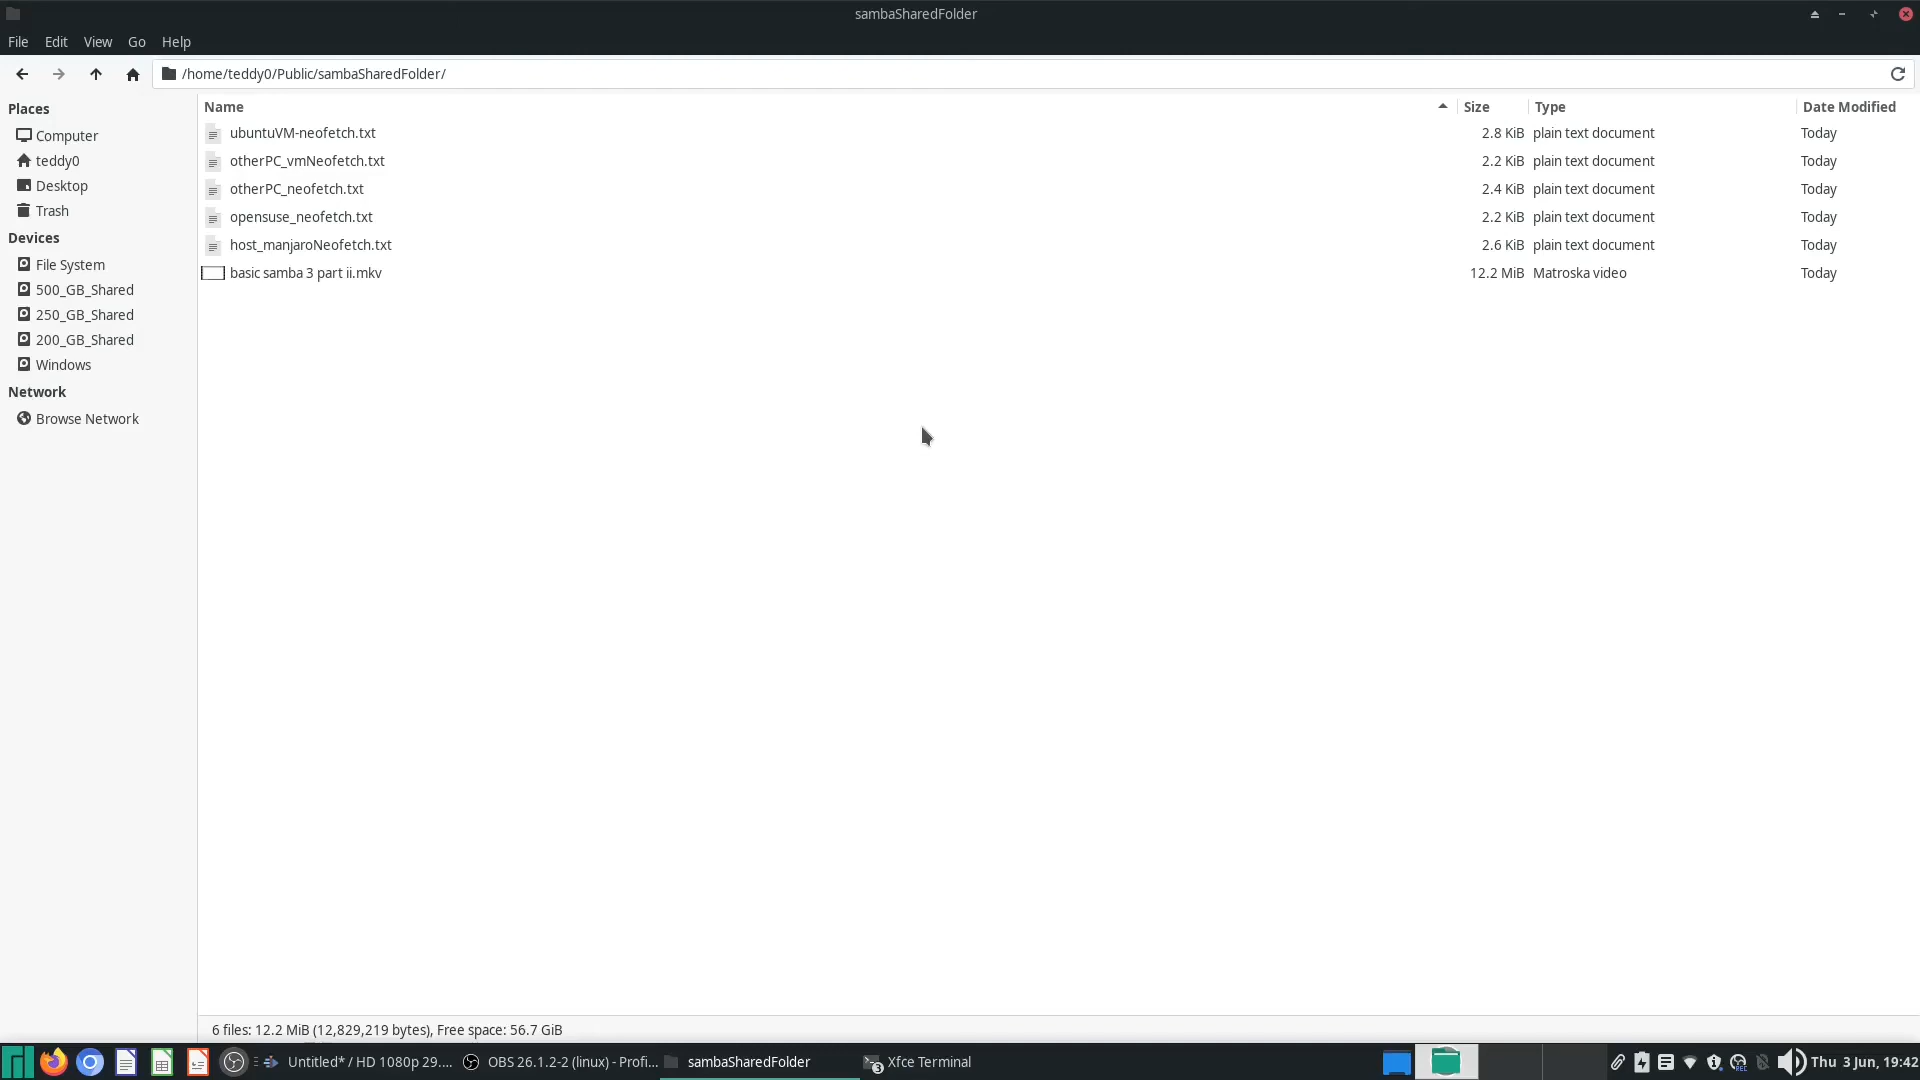 sambaSharedFolder
File Edit View Go Help
/home/teddy0/Public/sambaSharedFolder/
Places
Computer
teddy0
Desktop
Trash
Devices
File System
500_GB_Shared
250_GB_Shared
200_GB_Shared
Windows
Network
Browse Network
Name Size Type Date Modified
ubuntuVM-neofetch.txt 2.8 KiB plain text document Today
otherPC_vmNeofetch.txt 2.2 KiB plain text document Today
otherPC_neofetch.txt 2.4 KiB plain text document Today
opensuse_neofetch.txt 2.2 KiB plain text document Today
host_manjaroNeofetch.txt 2.6 KiB plain text document Today
basic samba 3 part ii.mkv 12.2 MiB Matroska video Today
6 files: 12.2 MiB (12,829,219 bytes), Free space: 56.7 GiB
Untitled* / HD 1080p 29.... OBS 26.1.2-2 (linux) - Profi... sambaSharedFolder 3 Xfce Terminal REC Thu 3 Jun, 19:42